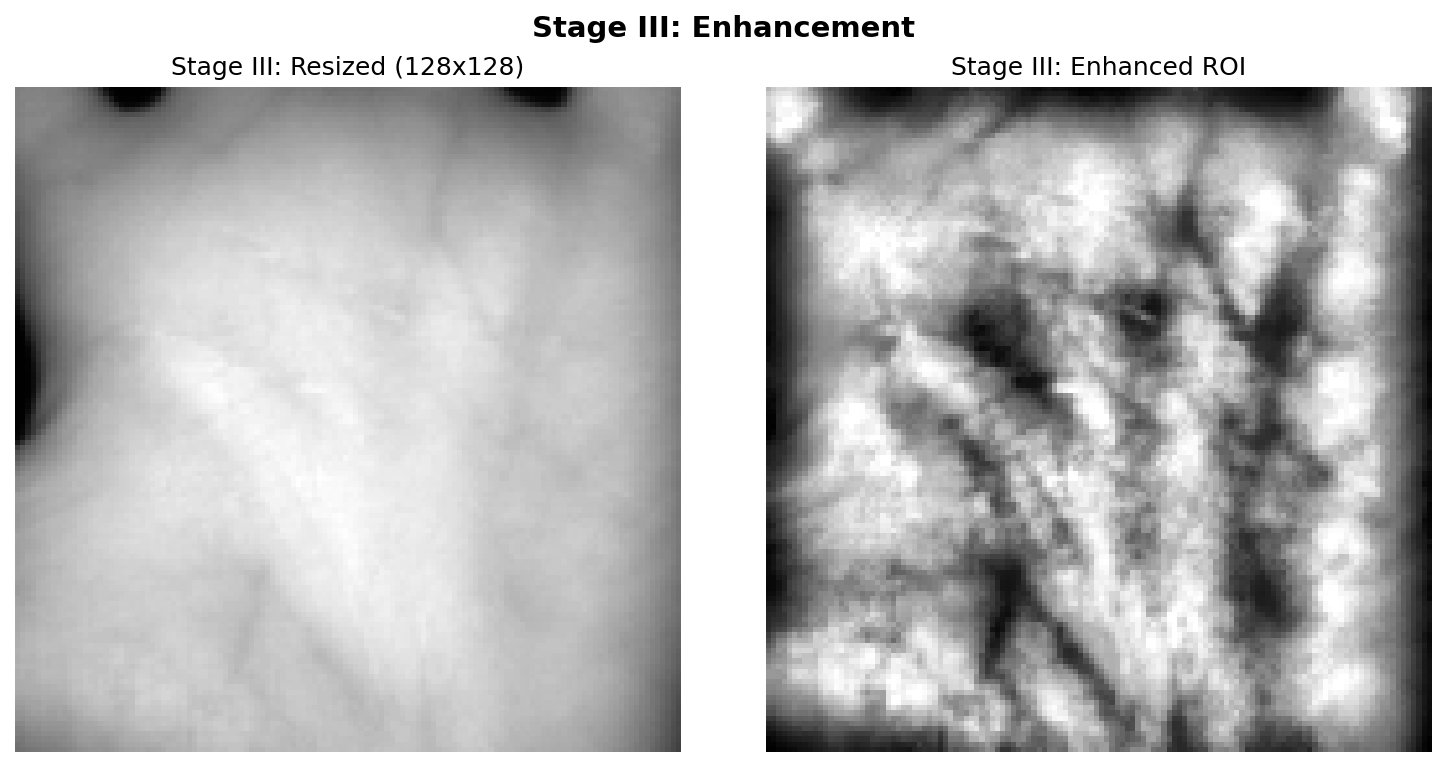 Stage III: Enhancement
Stage III: Resized (128x128)
Stage III: Enhanced ROI